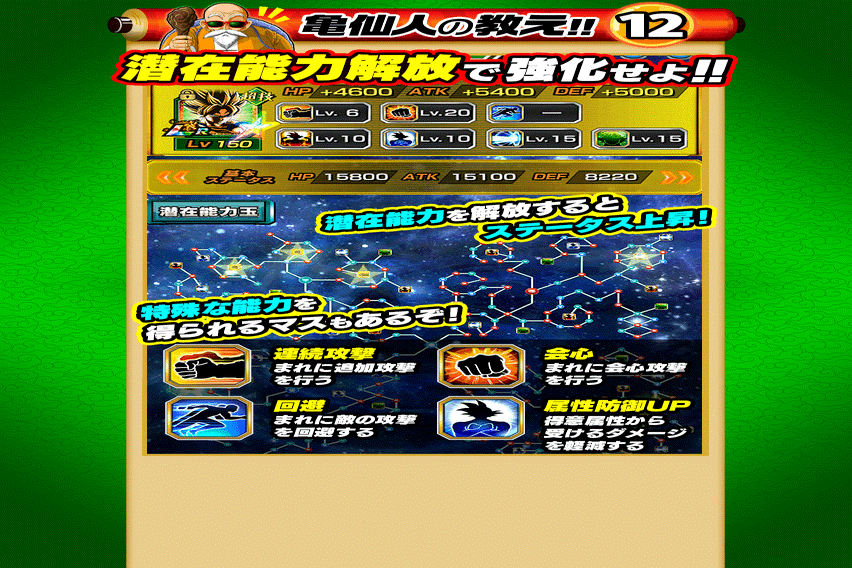 亀仙人の教え!! 12
潜在能力解放で強化せよ!!
HP +4600 ATK +5400 DEF +5000
超技
Lv. 6 Lv.20 —
Lv 150
Lv.10 Lv.10 Lv.15 Lv.15
基本ステータス HP 15800 ATK 15100 DEF 8220
潜在能力玉
潜在能力を解放すると
ステータス上昇!
特殊な能力を
得られるマスもあるぞ!
連続攻撃
まれに追加攻撃
を行う
会心
まれに会心攻撃
を行う
回避
まれに敵の攻撃
を回避する
属性防御UP
得意属性から
受けるダメージ
を軽減する